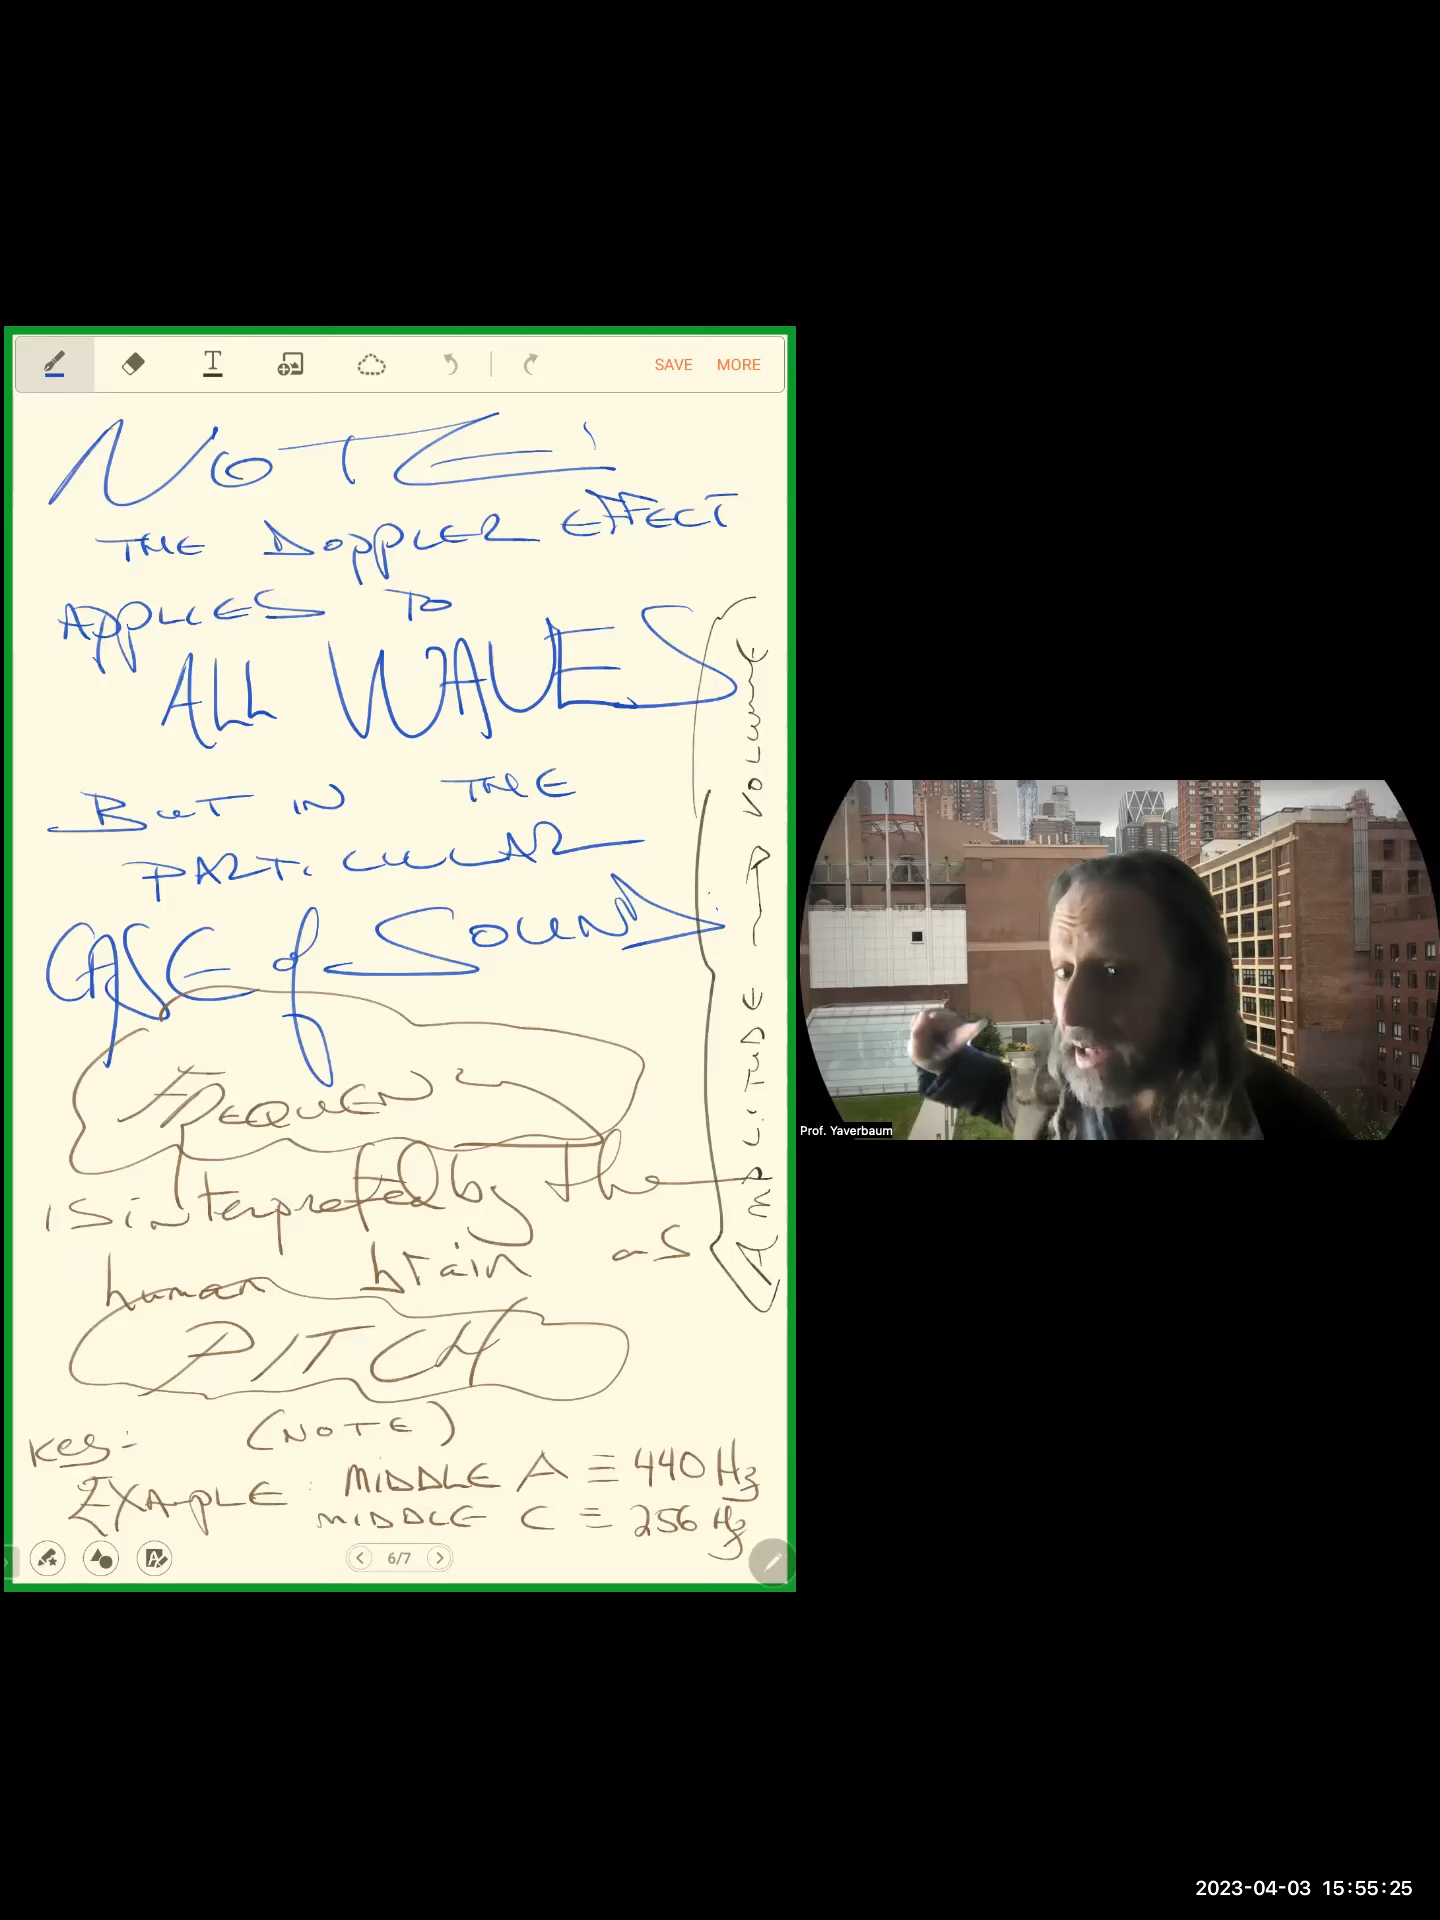 T
SAVE MORE
NOTE:
THE DOPPLER EFFECT
APPLIES TO
ALL WAVES
BUT IN THE
PARTICULAR
CASE of SOUND
FREQUENCY
is interpreted by the
human brain as
PITCH
(NOTE)
Key:
EXAMPLE: MIDDLE A ≡ 440 Hz
MIDDLE C ≡ 256 Hz
AMPLITUDE → VOLUME
6/7
Prof. Yaverbaum
2023-04-03 15:55:25